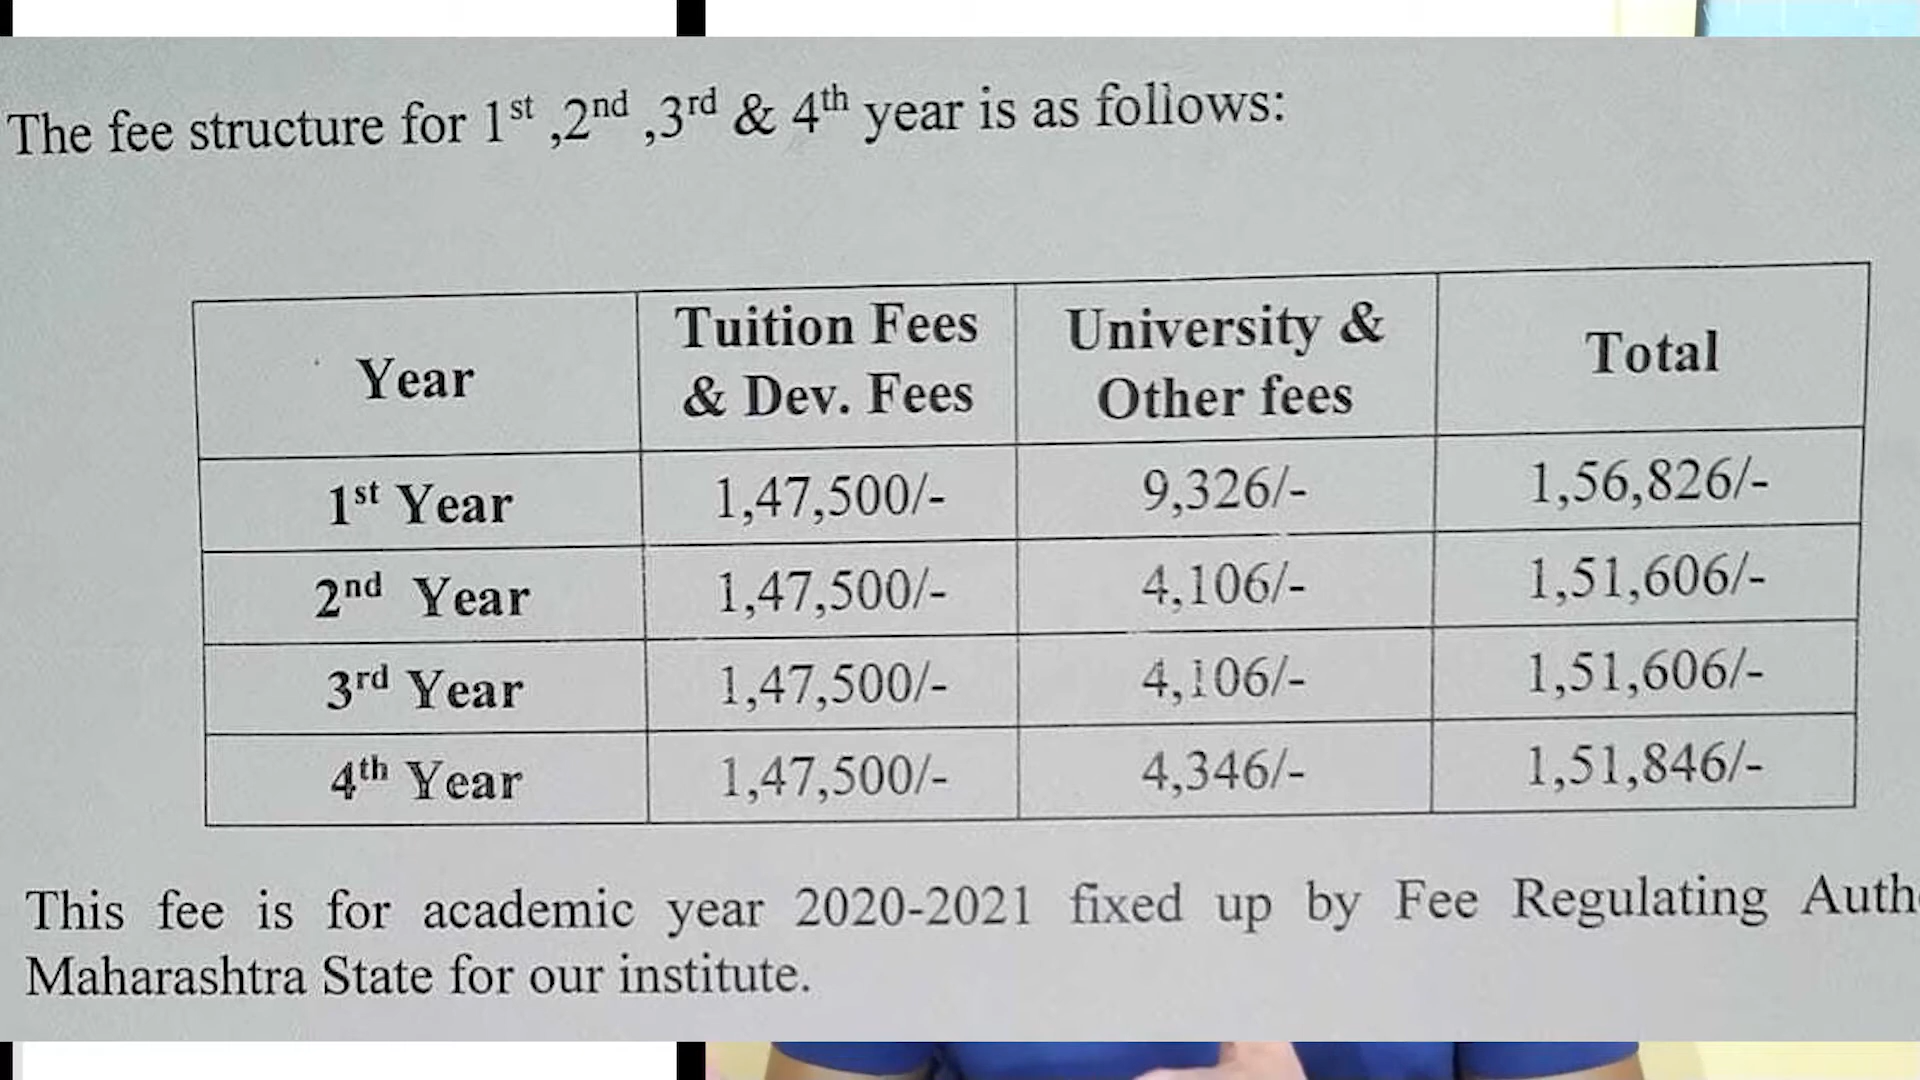 The fee structure for 1st ,2nd ,3rd & 4th year is as follows:
Year Tuition Fees & Dev. Fees University & Other fees Total
1st Year 1,47,500/- 9,326/- 1,56,826/-
2nd Year 1,47,500/- 4,106/- 1,51,606/-
3rd Year 1,47,500/- 4,106/- 1,51,606/-
4th Year 1,47,500/- 4,346/- 1,51,846/-
This fee is for academic year 2020-2021 fixed up by Fee Regulating
Maharashtra State for our institute.